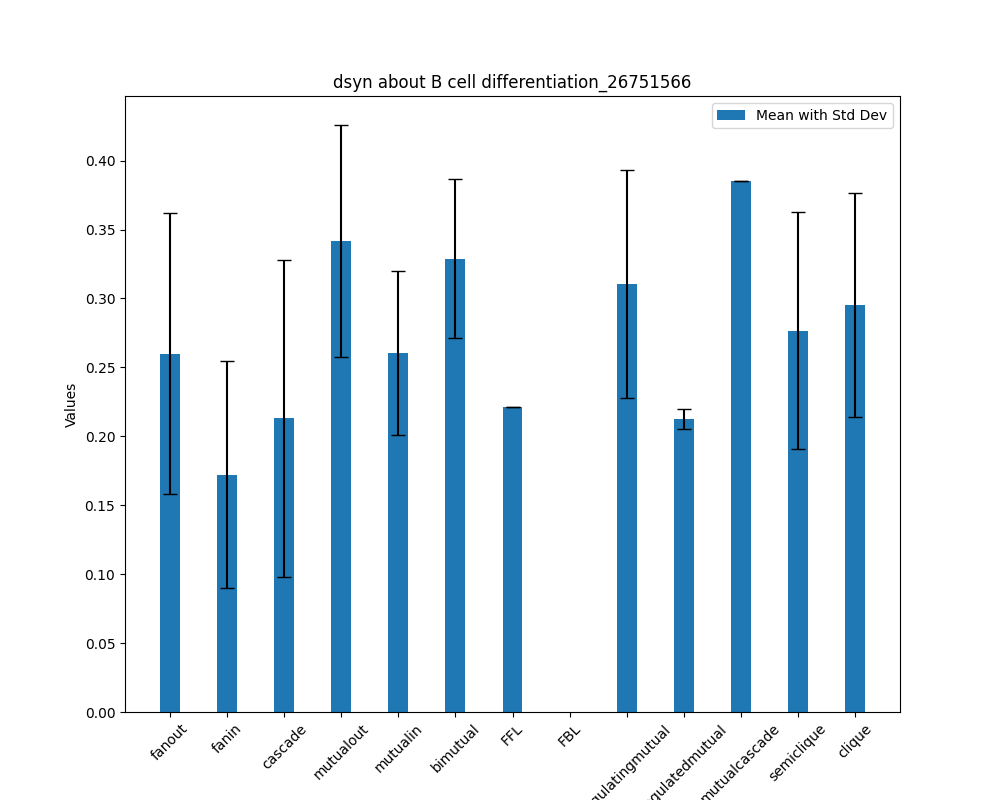 dsyn about B cell differentiation_26751566
Mean with Std Dev
Values
0.40
0.35
0.30
0.25
0.20
0.15
0.10
0.05
0.00
fanout
fanin
cascade
mutualout
mutualin
bimutual
FFL
FBL
gulatingmutual
gulatedmutual
mutualcascade
semiclique
clique